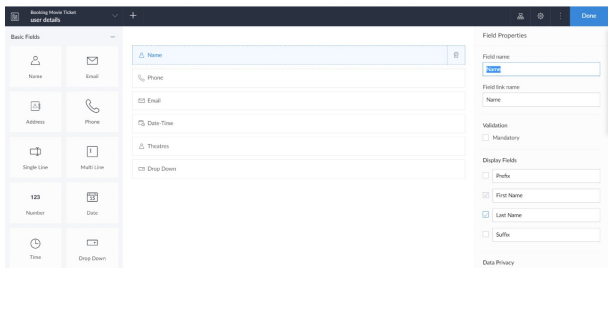 Booking Movie Ticket
user details
Done
Basic Fields
Name
Email
Address
Phone
Single Line
Multi Line
123
Number
31
Date
Time
Drop Down
Name
Phone
Email
Date-Time
Theatres
Drop Down
Field Properties
Field name
Name
Field link name
Name
Validation
Mandatory
Display Fields
Prefix
First Name
Last Name
Suffix
Data Privacy